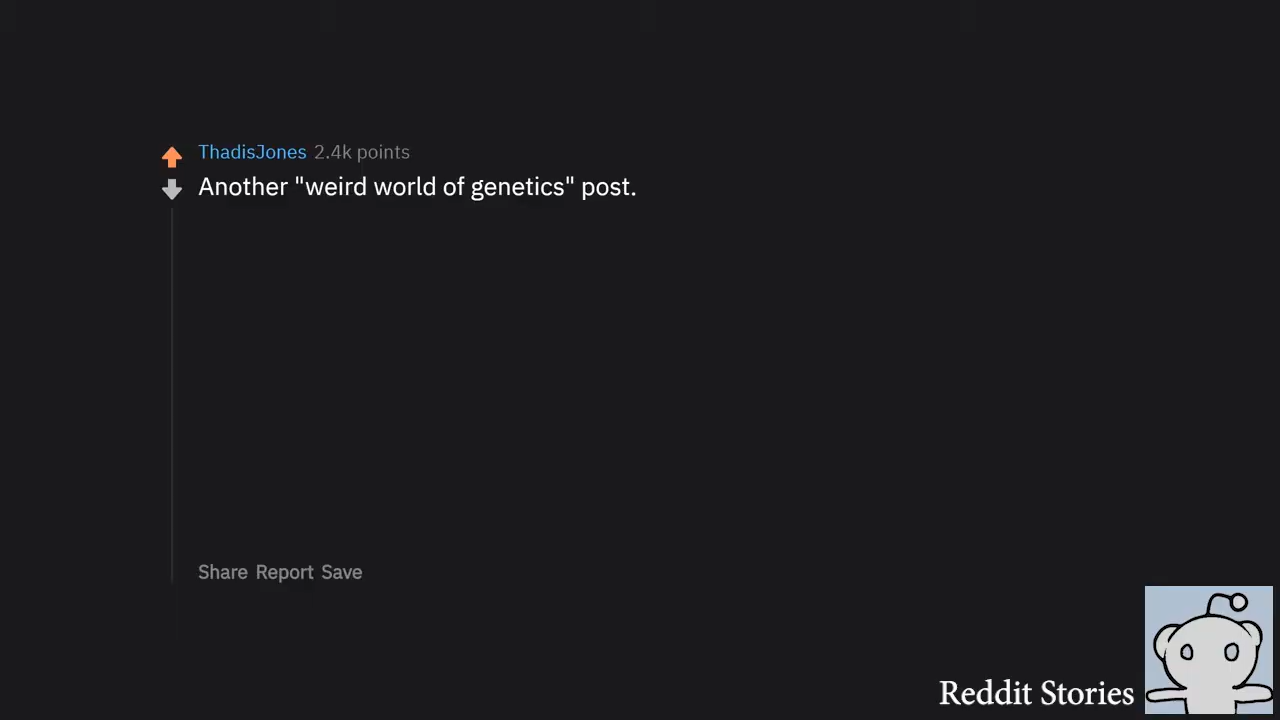 ThadisJones 2.4k points
Another "weird world of genetics" post.
Share Report Save
Reddit Stories